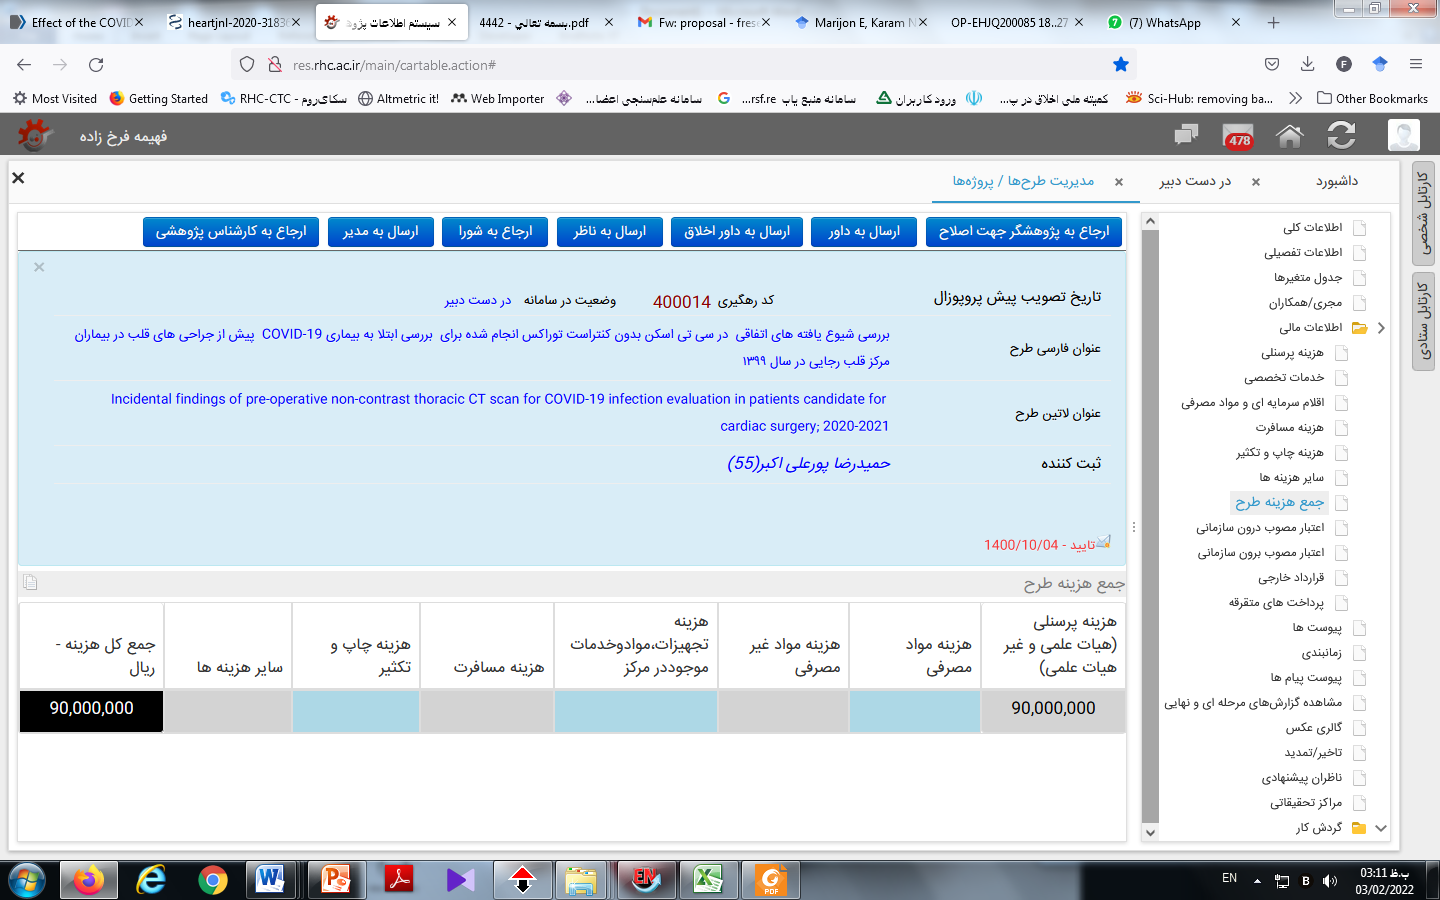 Effect of the COVID
heartjnl-2020-3183
سیستم اطلاعات پژود
4442 - بسمه تعالي.pdf
Fw: proposal - fres
Marijon E, Karam N
OP-EHJQ200085 18..27
(7) WhatsApp
res.rhc.ac.ir/main/cartable.action#
Most Visited
Getting Started
RHC-CTC - سکای‌روم
Altmetric it!
Web Importer
سامانه علم‌سنجی اعضا...
سامانه منبع یاب rsf.re...
ورود کاربران
کمیته ملی اخلاق در پ...
Sci-Hub: removing ba...
Other Bookmarks
فهیمه فرخ زاده
478
داشبورد
در دست دبیر
مدیریت طرح‌ها / پروژه‌ها
کارتابل شخصی
کارتابل ستادی
ارجاع به پژوهشگر جهت اصلاح
ارسال به داور
ارسال به داور اخلاق
ارسال به ناظر
ارجاع به شورا
ارسال به مدیر
ارجاع به کارشناس پژوهشی
تاریخ تصویب پیش پروپوزال
کد رهگیری 400014
وضعیت در سامانه در دست دبیر
عنوان فارسی طرح
بررسی شیوع یافته های اتفاقی در سی تی اسکن بدون کنتراست توراکس انجام شده برای بررسی ابتلا به بیماری COVID-19 پیش از جراحی های قلب در بیماران
مرکز قلب رجایی در سال ۱۳۹۹
عنوان لاتین طرح
Incidental findings of pre-operative non-contrast thoracic CT scan for COVID-19 infection evaluation in patients candidate for
cardiac surgery; 2020-2021
ثبت کننده
حمیدرضا پورعلی اکبر(55)
تایید - 1400/10/04
جمع هزینه طرح
هزینه پرسنلی (هیات علمی و غیر هیات علمی)
هزینه مواد مصرفی
هزینه مواد غیر مصرفی
هزینه تجهیزات،موادوخدمات موجوددر مرکز
هزینه مسافرت
هزینه چاپ و تکثیر
سایر هزینه ها
جمع کل هزینه - ریال
90,000,000
90,000,000
اطلاعات کلی
اطلاعات تفصیلی
جدول متغیرها
مجری/همکاران
اطلاعات مالی
هزینه پرسنلی
خدمات تخصصی
اقلام سرمایه ای و مواد مصرفی
هزینه مسافرت
هزینه چاپ و تکثیر
سایر هزینه ها
جمع هزینه طرح
اعتبار مصوب درون سازمانی
اعتبار مصوب برون سازمانی
قرارداد خارجی
پرداخت های متفرقه
پیوست ها
زمانبندی
پیوست پیام ها
مشاهده گزارش‌های مرحله ای و نهایی
گالری عکس
تاخیر/تمدید
ناظران پیشنهادی
مراکز تحقیقاتی
گردش کار
EN
03:11 ب.ظ
03/02/2022